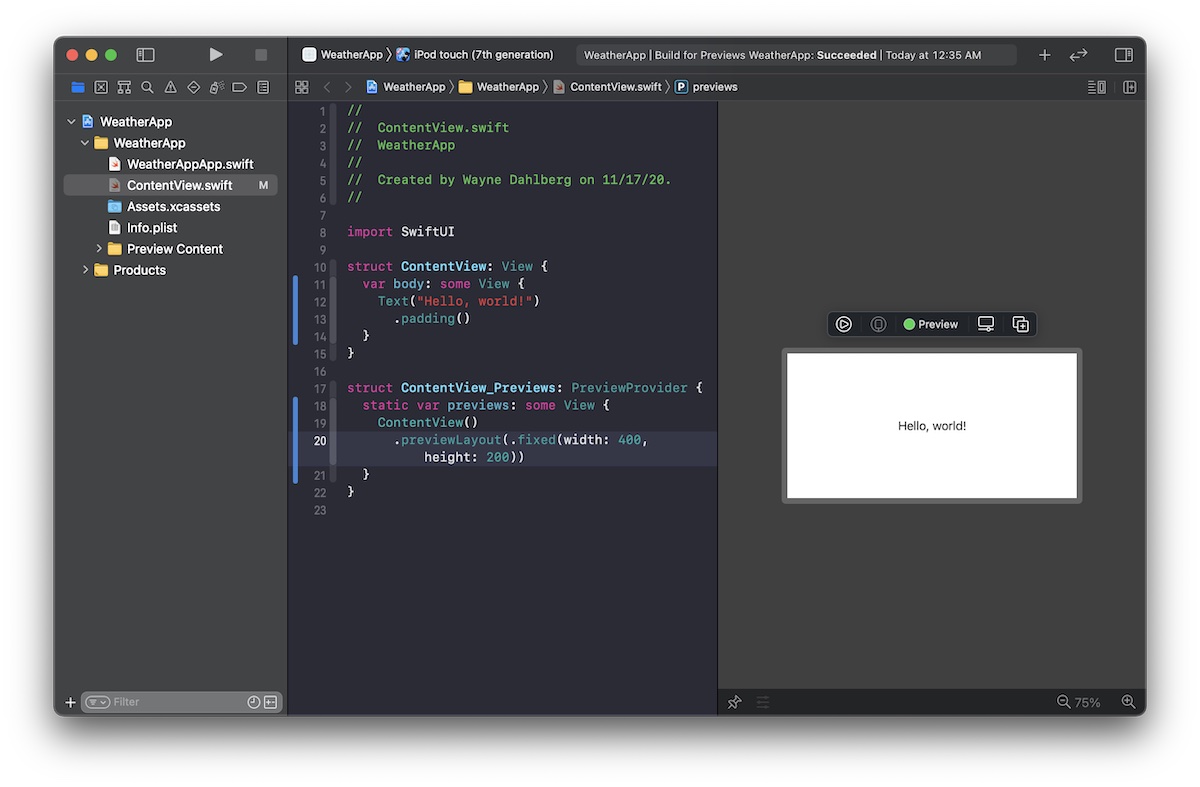 WeatherApp iPod touch (7th generation) WeatherApp | Build for Previews WeatherApp: Succeeded | Today at 12:35 AM
WeatherApp WeatherApp ContentView.swift P previews
WeatherApp
WeatherApp
WeatherAppApp.swift
ContentView.swift M
Assets.xcassets
Info.plist
Preview Content
Products
Filter
1 //
2 //  ContentView.swift
3 //  WeatherApp
4 //
5 //  Created by Wayne Dahlberg on 11/17/20.
6 //
7
8 import SwiftUI
9
10 struct ContentView: View {
11   var body: some View {
12     Text("Hello, world!")
13       .padding()
14   }
15 }
16
17 struct ContentView_Previews: PreviewProvider {
18   static var previews: some View {
19     ContentView()
20       .previewLayout(.fixed(width: 400,
height: 200))
21   }
22 }
23
Preview
Hello, world!
75%